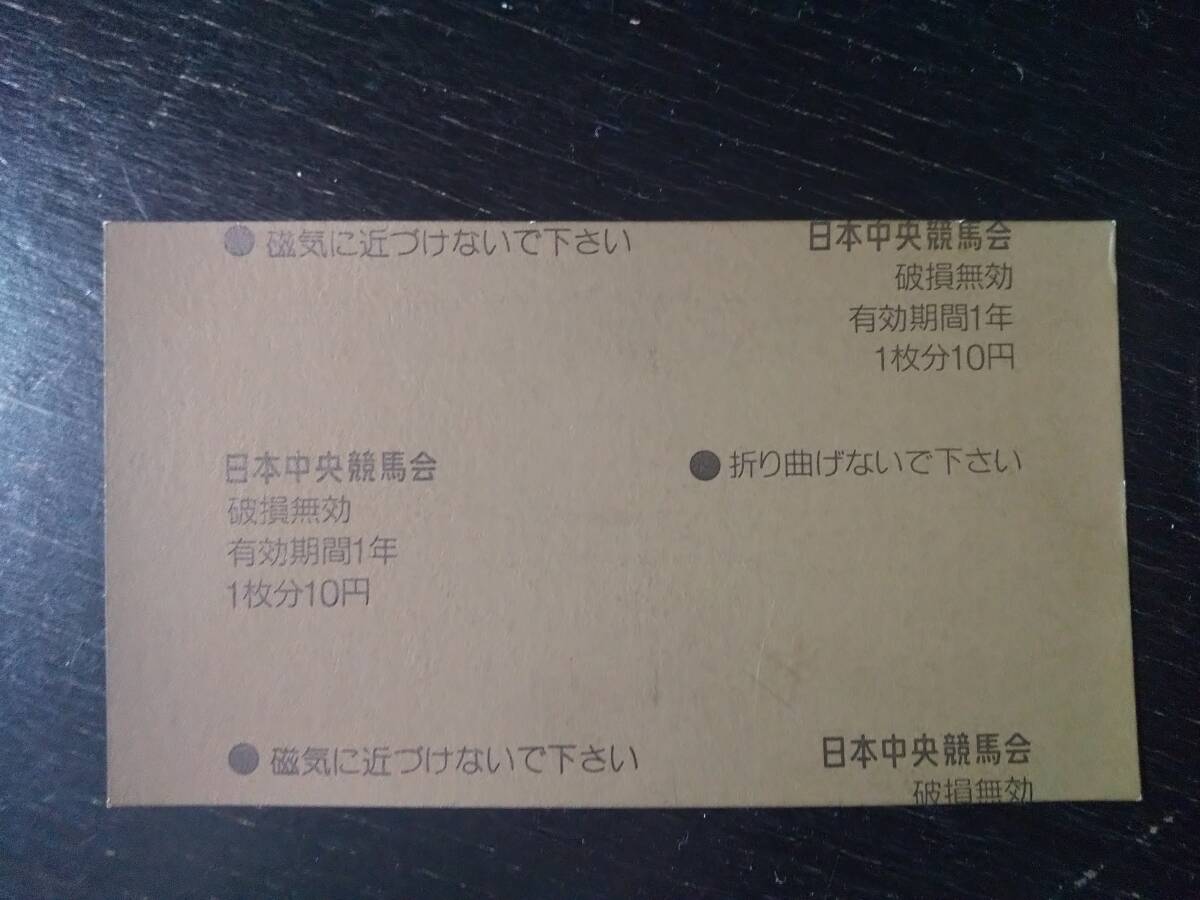 ●磁気に近づけないで下さい
日本中央競馬会
破損無効
有効期間1年
1枚分10円
日本中央競馬会
破損無効
有効期間1年
1枚分10円
●折り曲げないで下さい
●磁気に近づけないで下さい
日本中央競馬会
破損無効